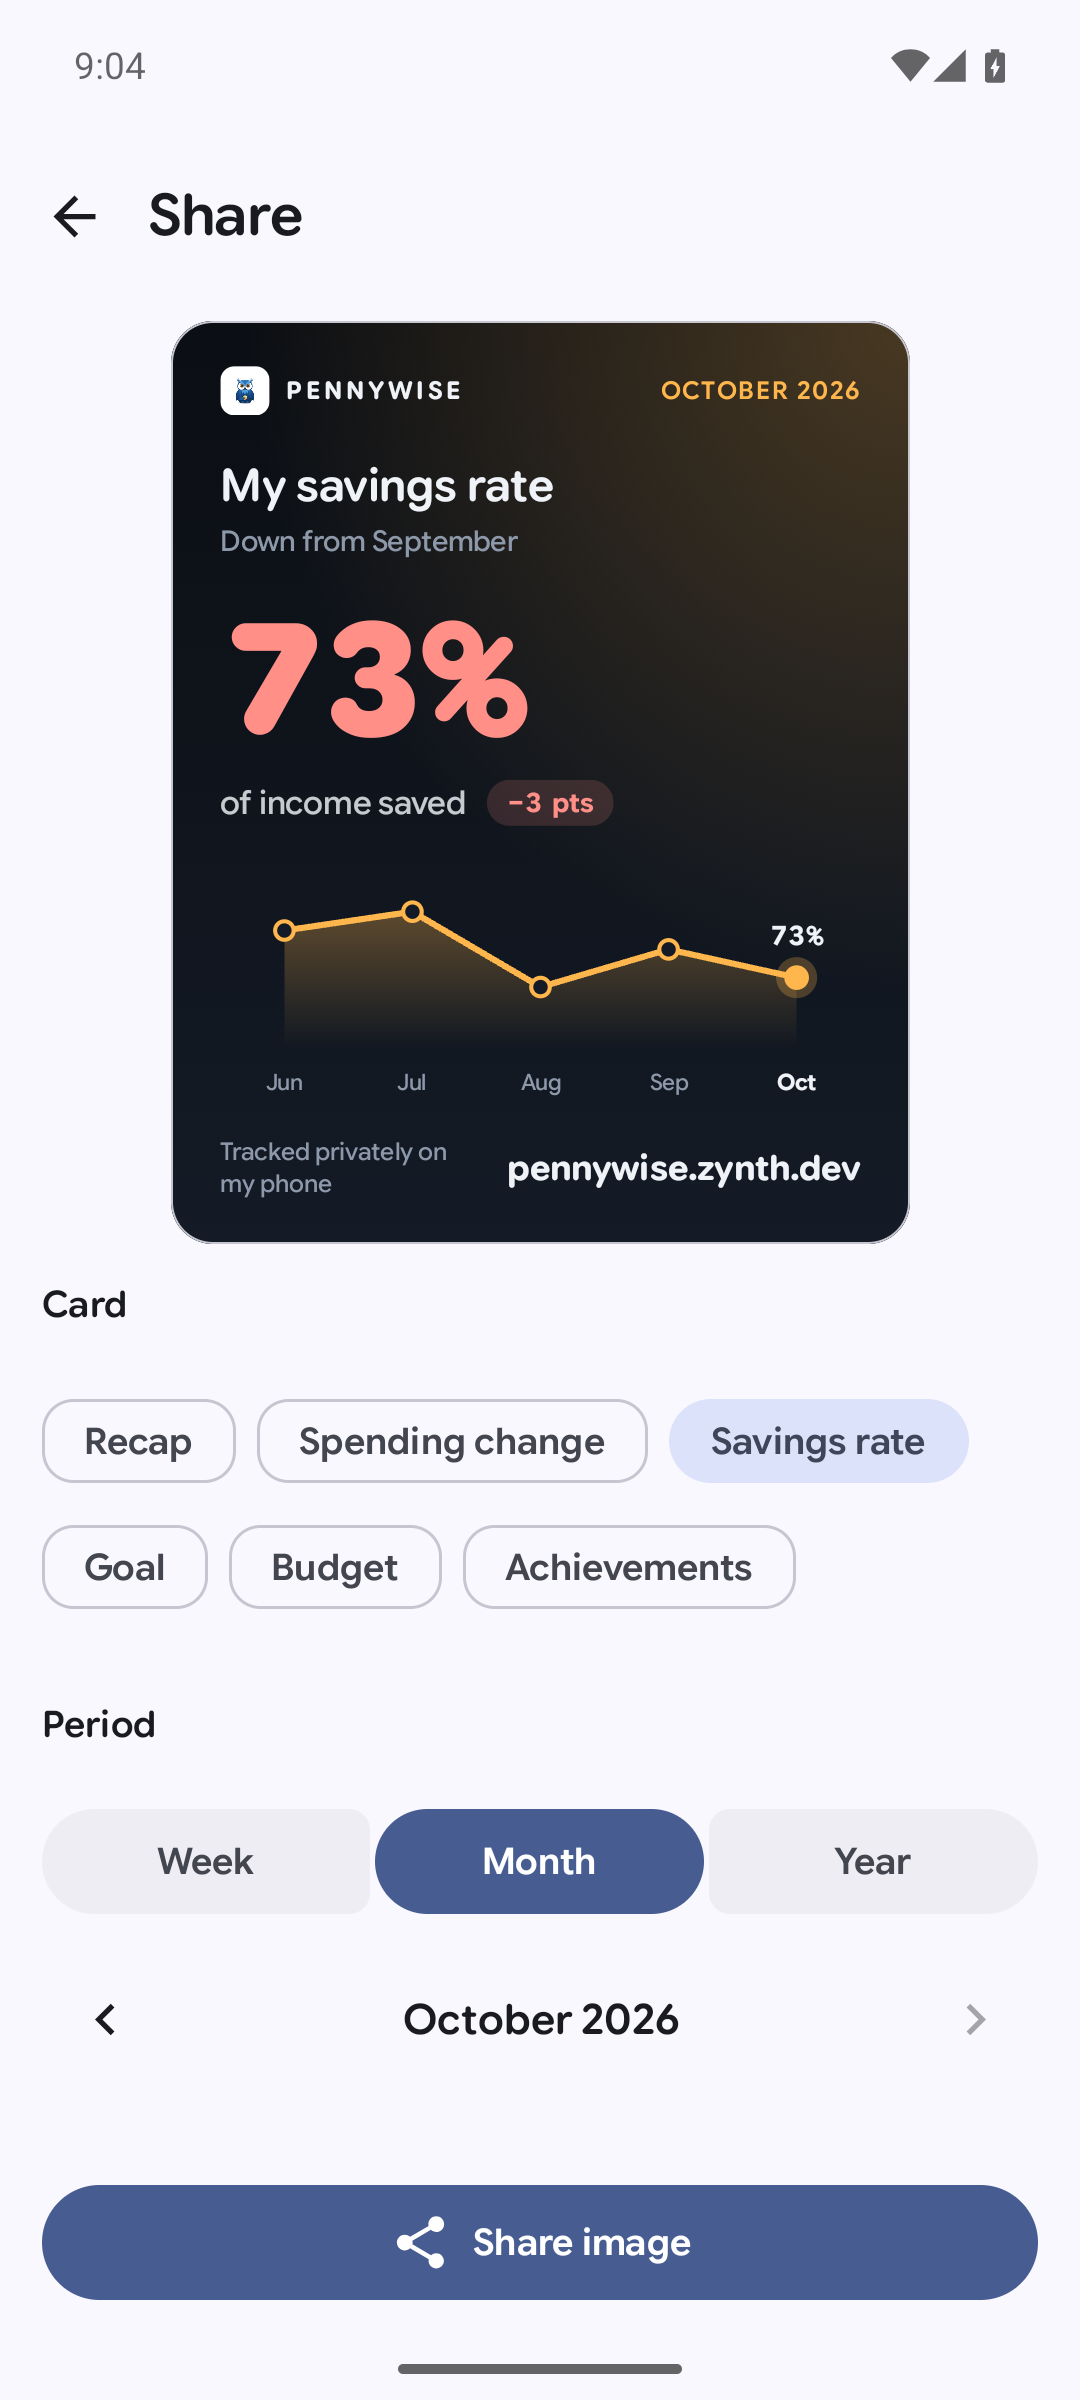 9:04
Share
PENNYWISE
OCTOBER 2026
My savings rate
Down from September
73%
of income saved
−3 pts
73%
Jun
Jul
Aug
Sep
Oct
Tracked privately on
my phone
pennywise.zynth.dev
Card
Recap
Spending change
Savings rate
Goal
Budget
Achievements
Period
Week
Month
Year
October 2026
Share image